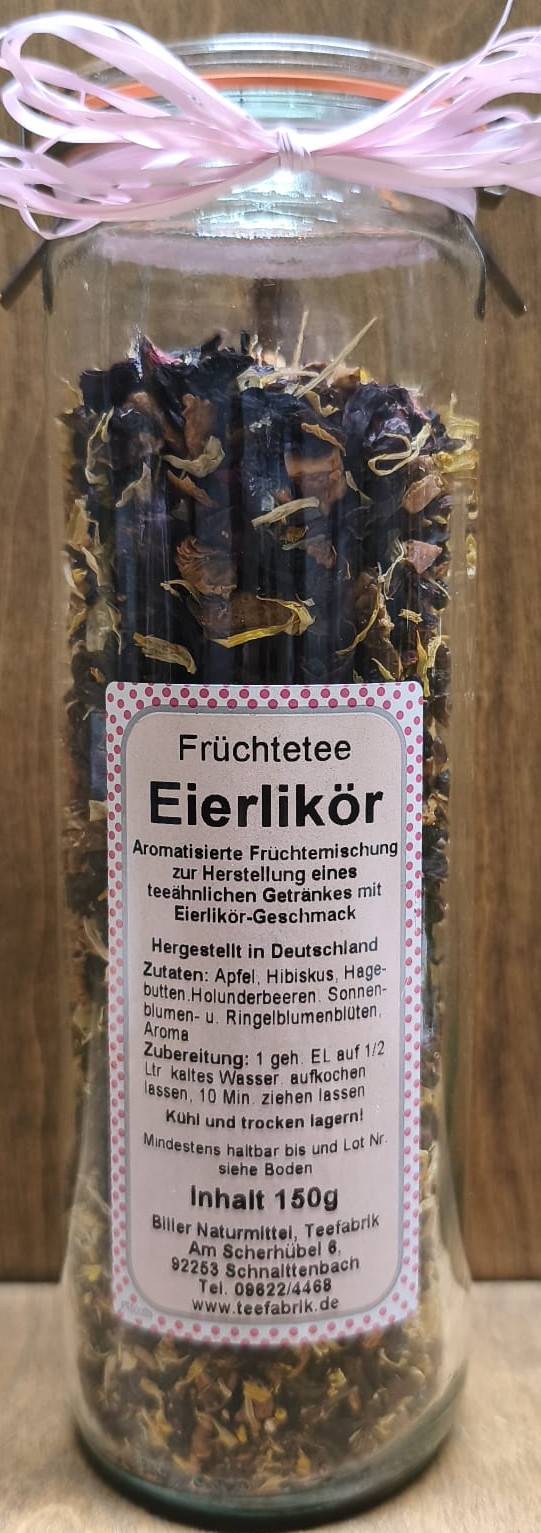 Früchtetee
Eierlikör
Aromatisierte Früchtemischung
zur Herstellung eines
teeähnlichen Getränkes mit
Eierlikör-Geschmack
Hergestellt in Deutschland
Zutaten: Apfel, Hibiskus, Hage-
butten.Holunderbeeren, Sonnen-
blumen- u. Ringelblumenblüten,
Aroma
Zubereitung: 1 geh. EL auf 1/2
Ltr kaltes Wasser, aufkochen
lassen, 10 Min. ziehen lassen
Kühl und trocken lagern!
Mindestens haltbar bis und Lot Nr.
siehe Boden
Inhalt 150g
Biller Naturmittel, Teefabrik
Am Scherhübel 6,
92253 Schnaittenbach
Tel. 09622/4468
www.teefabrik.de